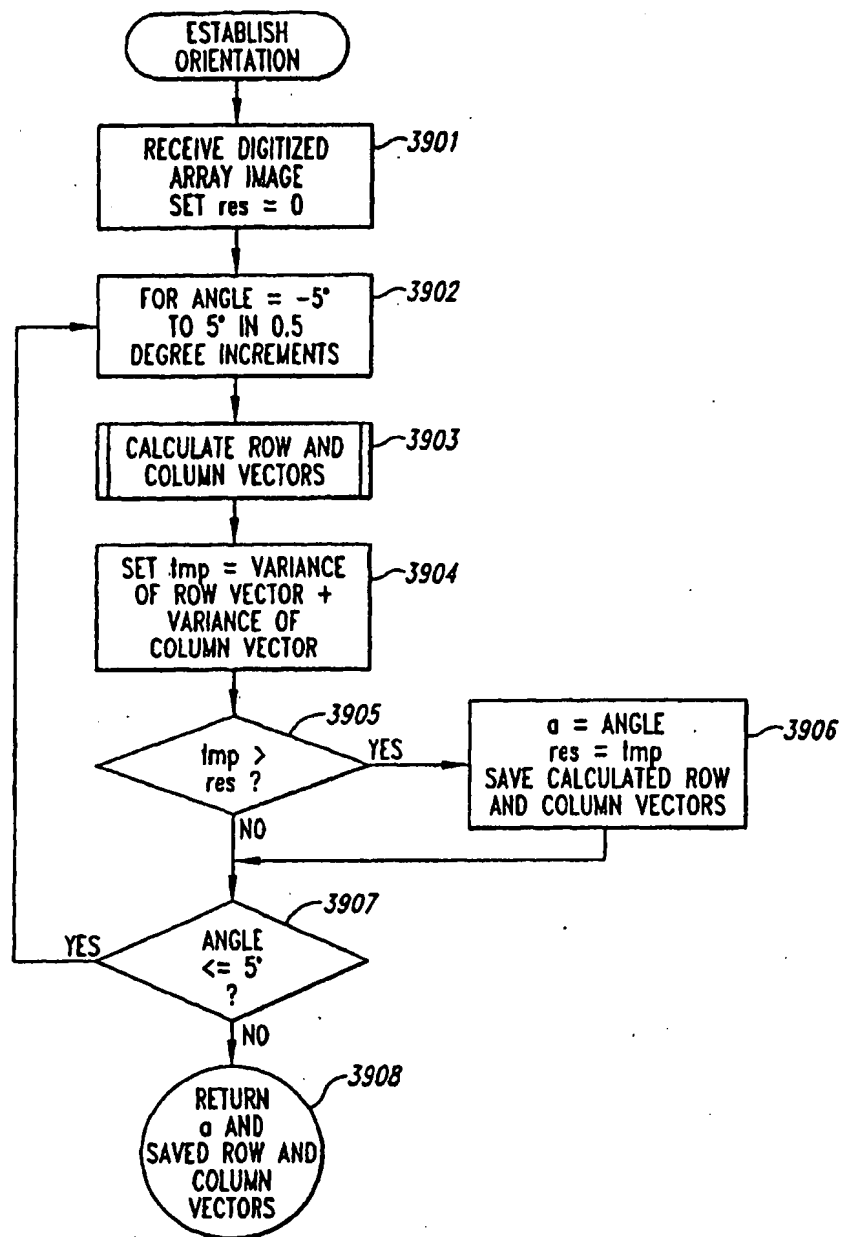 ESTABLISH
ORIENTATION
RECEIVE DIGITIZED
ARRAY IMAGE
SET res = 0
3901
FOR ANGLE = -5°
TO 5° IN 0.5
DEGREE INCREMENTS
3902
CALCULATE ROW AND
COLUMN VECTORS
3903
SET tmp = VARIANCE
OF ROW VECTOR +
VARIANCE OF
COLUMN VECTOR
3904
3905
tmp >
res ?
YES
NO
a = ANGLE
res = tmp
SAVE CALCULATED ROW
AND COLUMN VECTORS
3906
3907
ANGLE
<= 5°
?
YES
NO
3908
RETURN
a AND
SAVED ROW AND
COLUMN
VECTORS